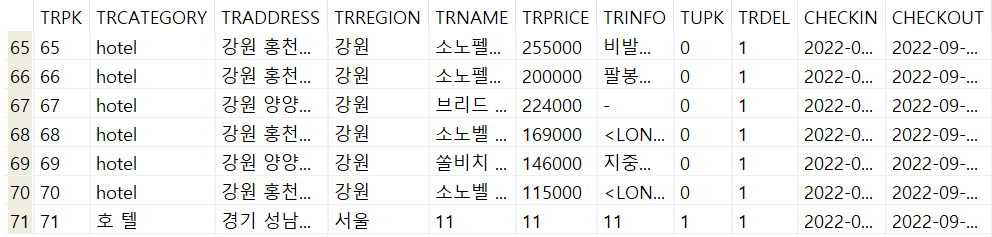 TRPK TRCATEGORY TRADDRESS TRREGION TRNAME TRPRICE TRINFO TUPK TRDEL CHECKIN CHECKOUT
65 65 hotel 강원 홍천... 강원 소노펠... 255000 비발... 0 1 2022-0... 2022-09-...
66 66 hotel 강원 홍천... 강원 소노펠... 200000 팔봉... 0 1 2022-0... 2022-09-...
67 67 hotel 강원 양양... 강원 브리드 ... 224000 - 0 1 2022-0... 2022-09-...
68 68 hotel 강원 홍천... 강원 소노벨 ... 169000 <LON... 0 1 2022-0... 2022-09-...
69 69 hotel 강원 양양... 강원 쏠비치 ... 146000 지중... 0 1 2022-0... 2022-09-...
70 70 hotel 강원 홍천... 강원 소노벨 ... 115000 <LON... 0 1 2022-0... 2022-09-...
71 71 호 텔 경기 성남... 서울 11 11 11 1 1 2022-0... 2022-09-...